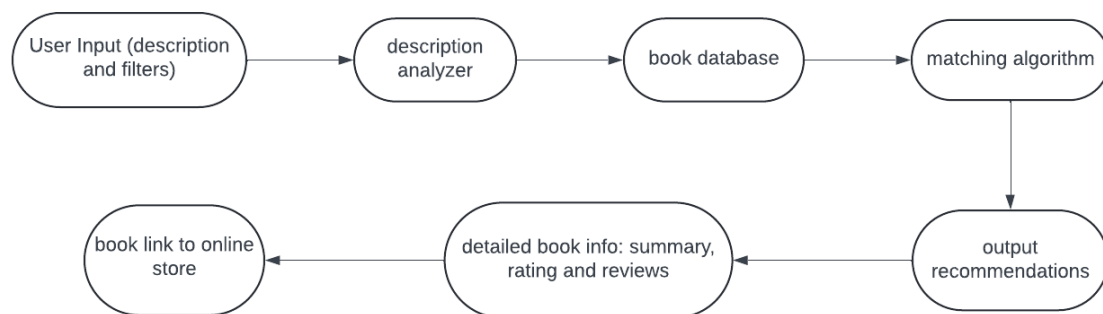 User Input (description
and filters)
description
analyzer
book database
matching algorithm
output
recommendations
detailed book info: summary,
rating and reviews
book link to online
store